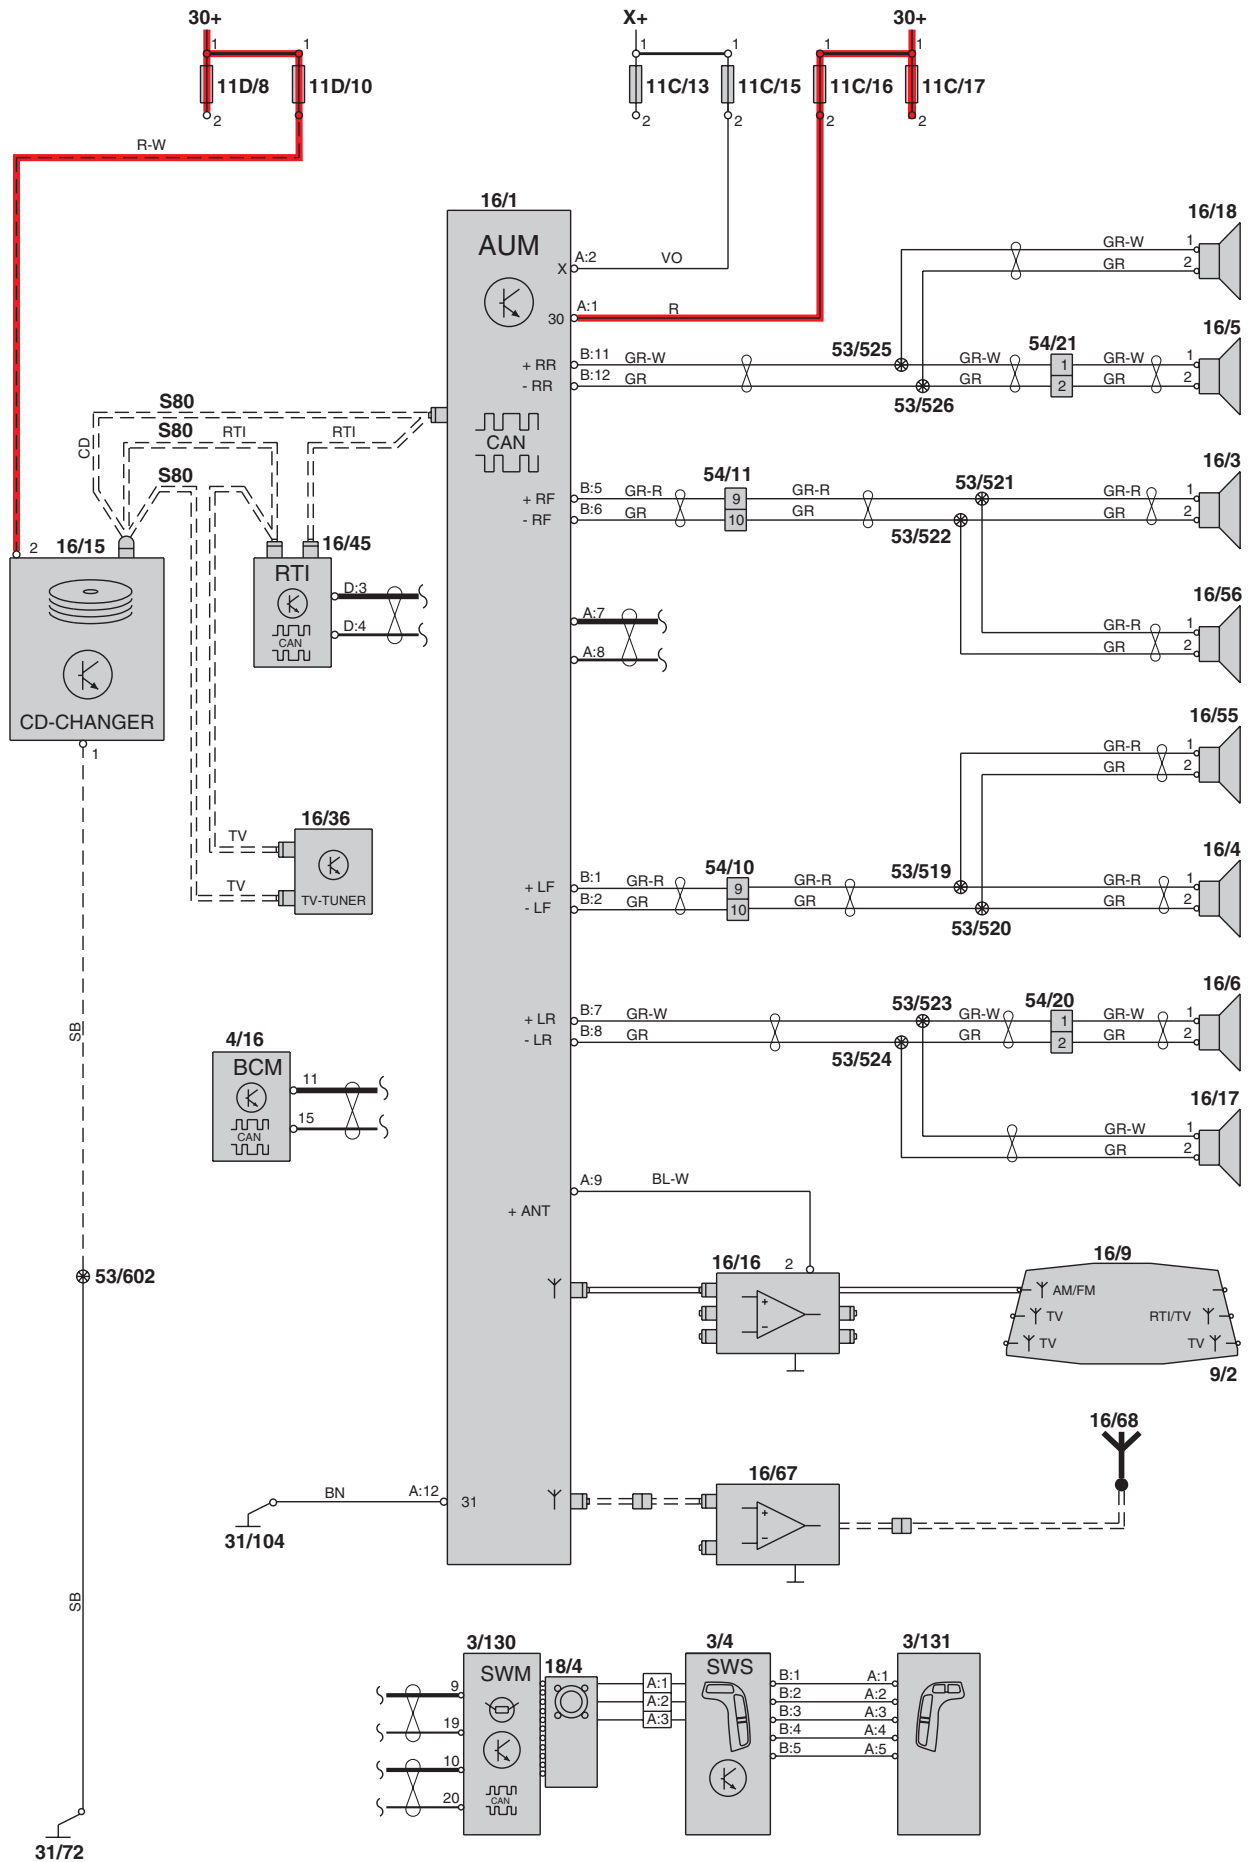 30+
X+
30+
1
1
1
1
1
1
11D/8
11D/10
11C/13
11C/15
11C/16
11C/17
2
2
2
2
2
R-W
16/1
AUM
A:2
VO
X
A:1
R
30
16/18
GR-W
1
GR
2
16/5
53/525
54/21
+ RR
B:11
GR-W
GR-W
1
GR-W
1
- RR
B:12
GR
GR
2
GR
2
53/526
S80
CD
S80
RTI
RTI
S80
CAN
16/3
54/11
53/521
+ RF
B:5
GR-R
9
GR-R
GR-R
1
- RF
B:6
GR
10
GR
GR
2
53/522
2
16/15
CD-CHANGER
1
16/45
RTI
CAN
D:3
D:4
A:7
A:8
16/56
GR-R
1
GR
2
16/55
GR-R
1
GR
2
16/36
TV
TV
TV-TUNER
16/4
54/10
53/519
+ LF
B:1
GR-R
9
GR-R
GR-R
1
- LF
B:2
GR
10
GR
GR
2
53/520
16/6
53/523
54/20
+ LR
B:7
GR-W
GR-W
1
GR-W
1
- LR
B:8
GR
GR
2
GR
2
53/524
SB
4/16
BCM
CAN
11
15
16/17
GR-W
1
GR
2
A:9
BL-W
+ ANT
53/602
16/16
2
+
−
16/9
AM/FM
TV
RTI/TV
TV
TV
9/2
16/68
16/67
+
−
BN
A:12
31
31/104
SB
3/130
SWM
CAN
9
19
10
20
18/4
A:1
A:2
A:3
3/4
SWS
B:1
B:2
B:3
B:4
B:5
3/131
A:1
A:2
A:3
A:4
A:5
31/72